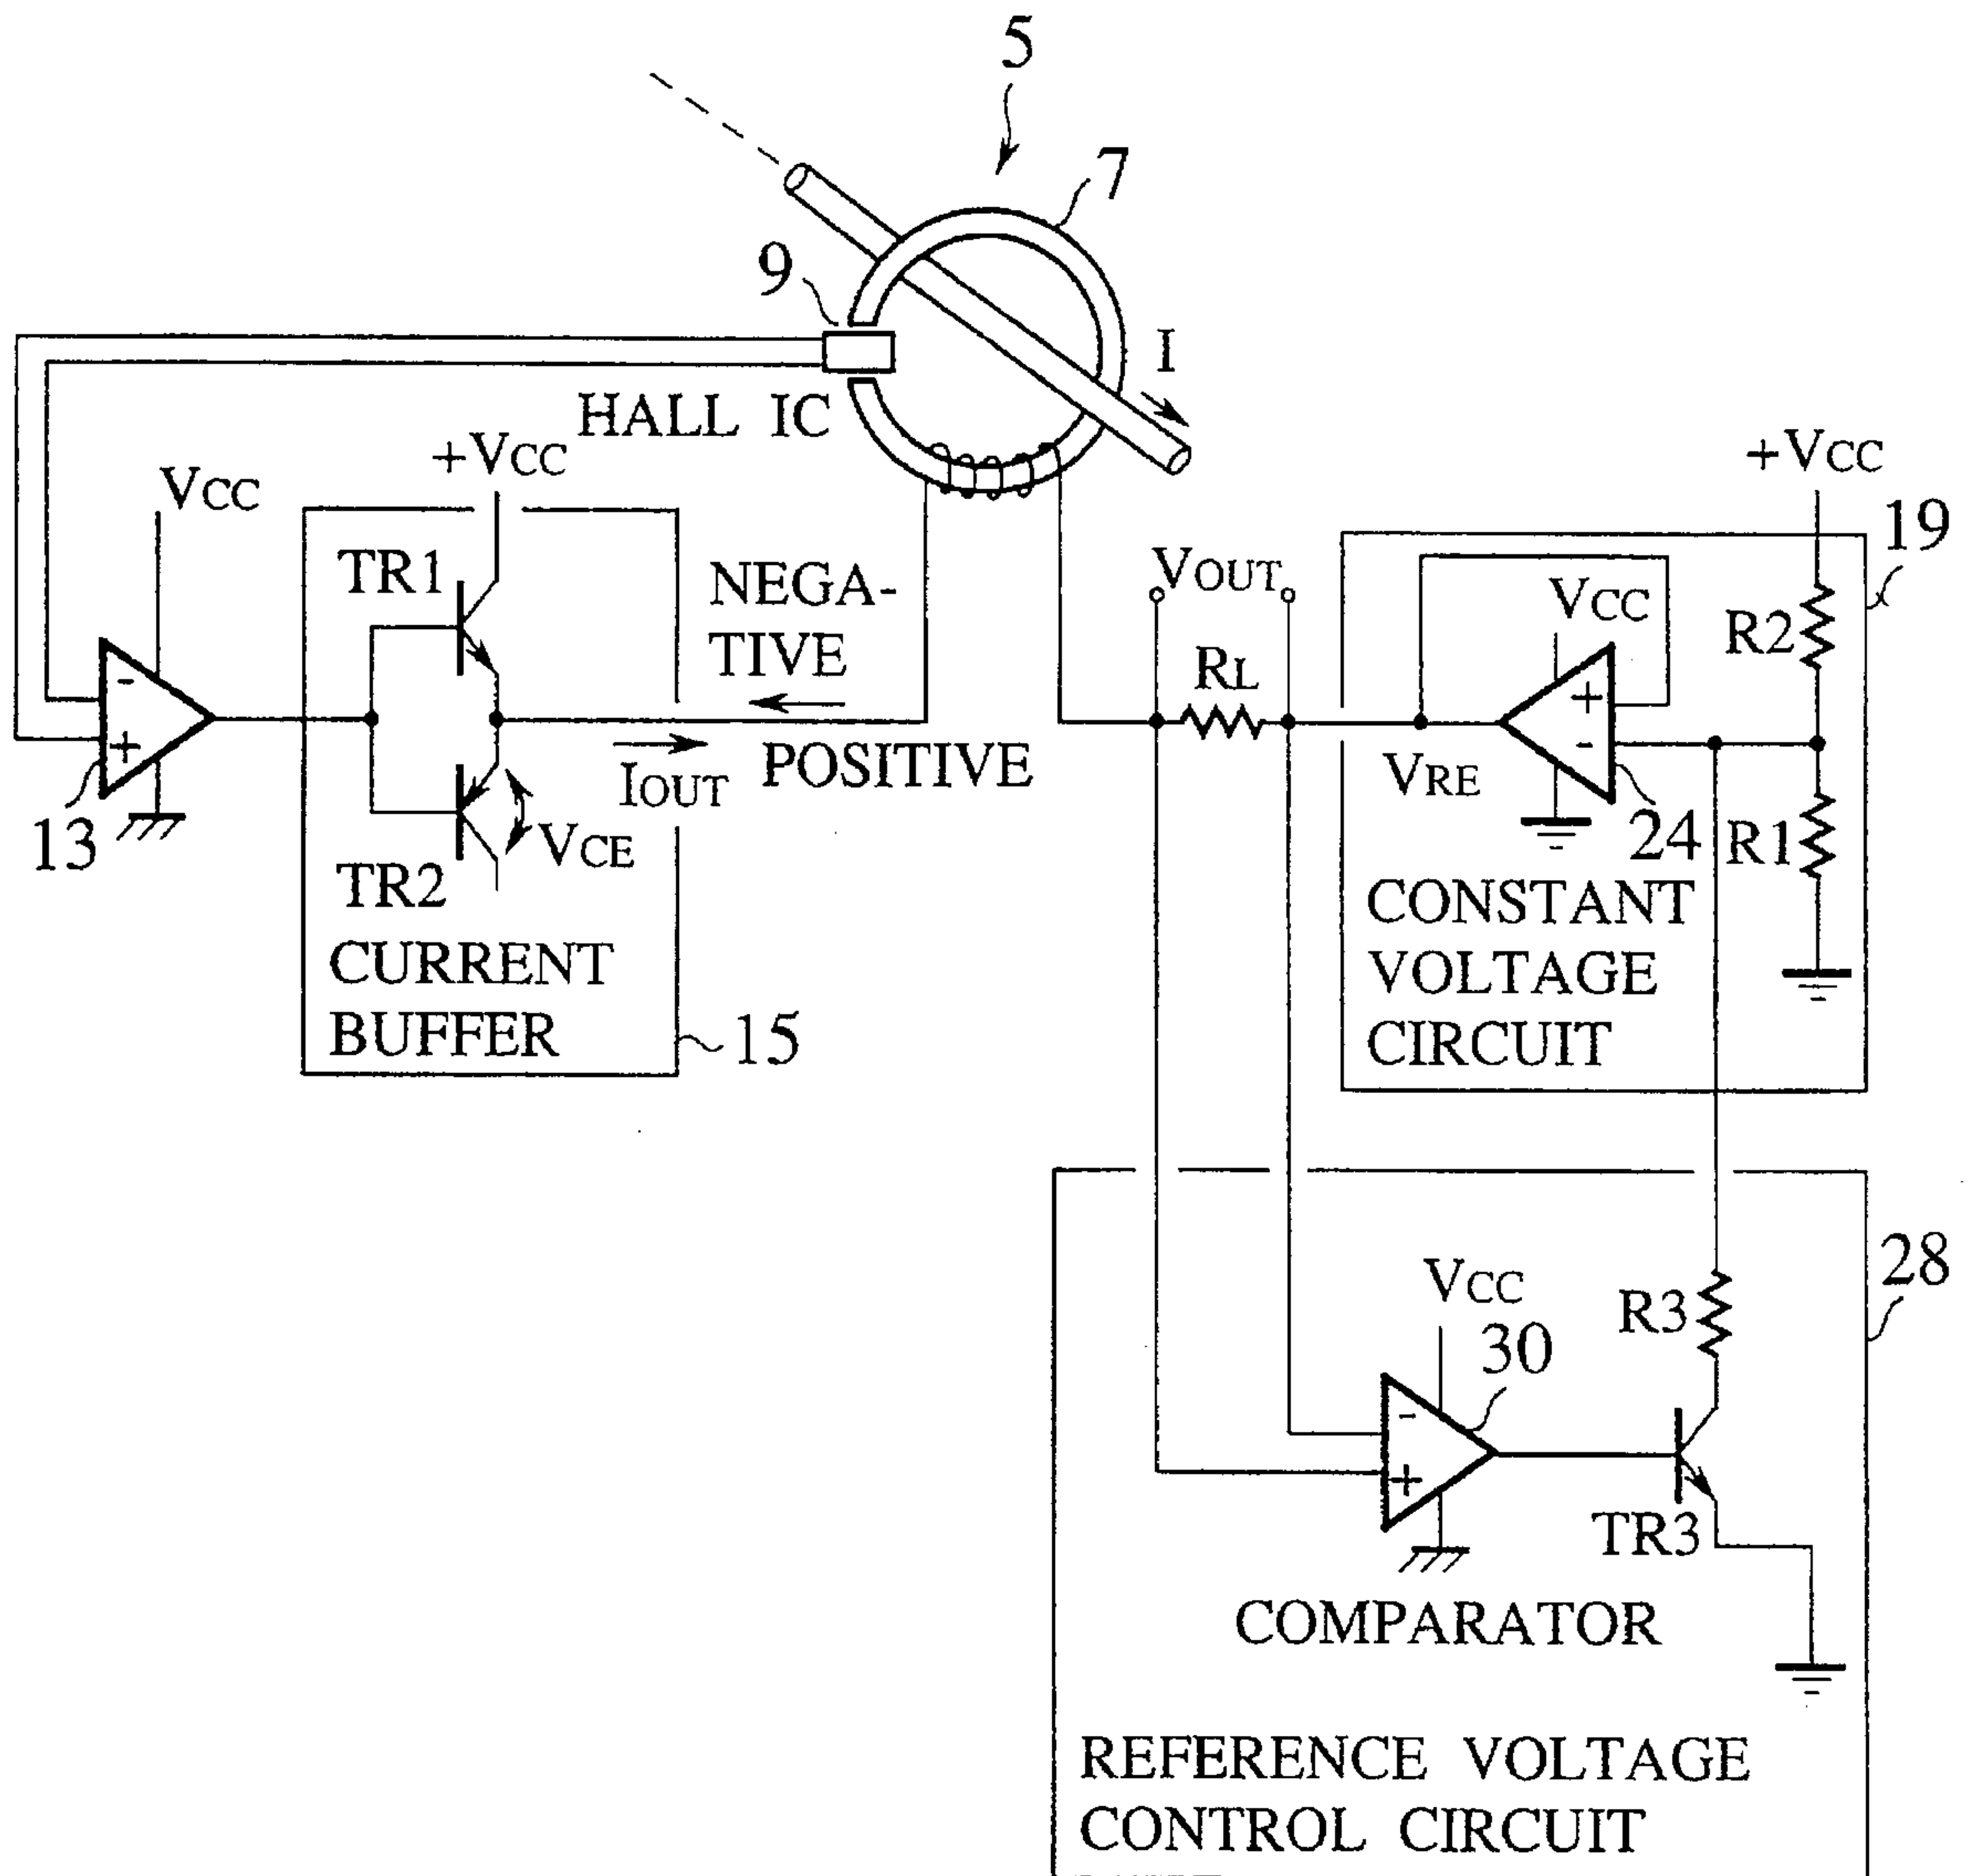 5
7
9
I
HALL IC
+VCC
VCC
+VCC
19
TR1
NEGA-
TIVE
VOUT
VCC
R2
RL
-
+
+
-
IOUT
POSITIVE
VRE
13
VCE
24
R1
TR2
CURRENT
BUFFER
15
CONSTANT
VOLTAGE
CIRCUIT
28
VCC
R3
30
-
+
TR3
COMPARATOR
REFERENCE VOLTAGE
CONTROL CIRCUIT